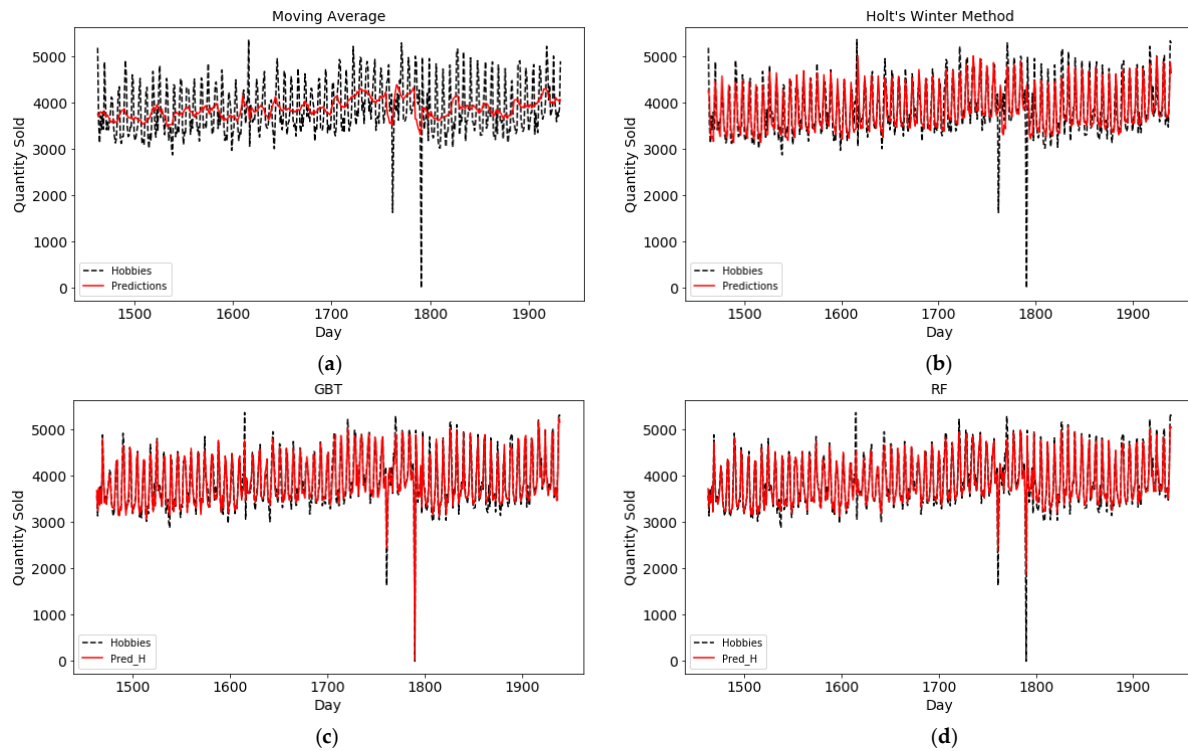 Moving Average
Quantity Sold
5000
4000
3000
2000
1000
0
Hobbies
Predictions
1500 1600 1700 1800 1900
Day
(a)
Holt's Winter Method
Quantity Sold
5000
4000
3000
2000
1000
0
Hobbies
Predictions
1500 1600 1700 1800 1900
Day
(b)
GBT
Quantity Sold
5000
4000
3000
2000
1000
0
Hobbies
Pred_H
1500 1600 1700 1800 1900
Day
(c)
RF
Quantity Sold
5000
4000
3000
2000
1000
0
Hobbies
Pred_H
1500 1600 1700 1800 1900
Day
(d)